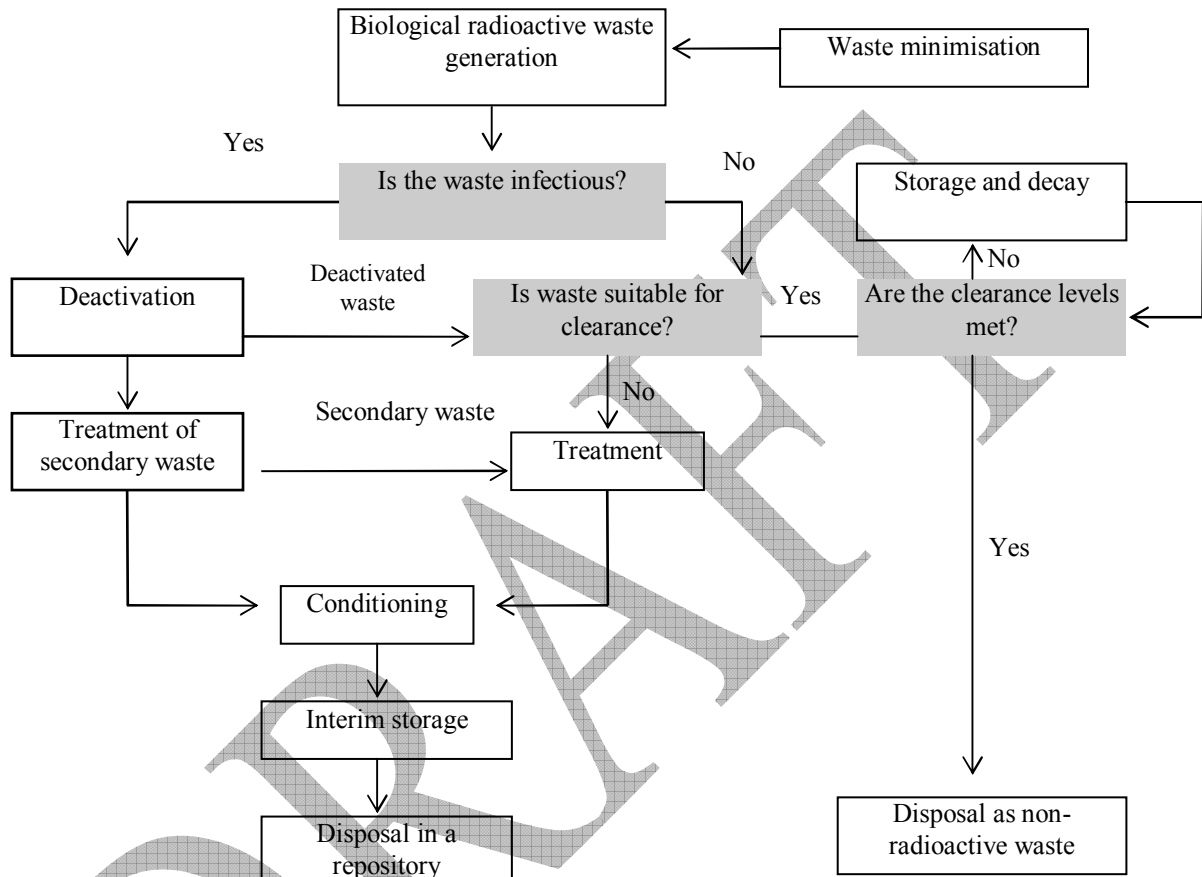 Biological radioactive waste
generation
Waste minimisation
Yes
Is the waste infectious?
No
Storage and decay
No
Deactivation
Deactivated
waste
Is waste suitable for
clearance?
Yes
Are the clearance levels
met?
No
Treatment of
secondary waste
Secondary waste
Treatment
Yes
Conditioning
Interim storage
Disposal in a
repository
Disposal as non-
radioactive waste
DRAFT